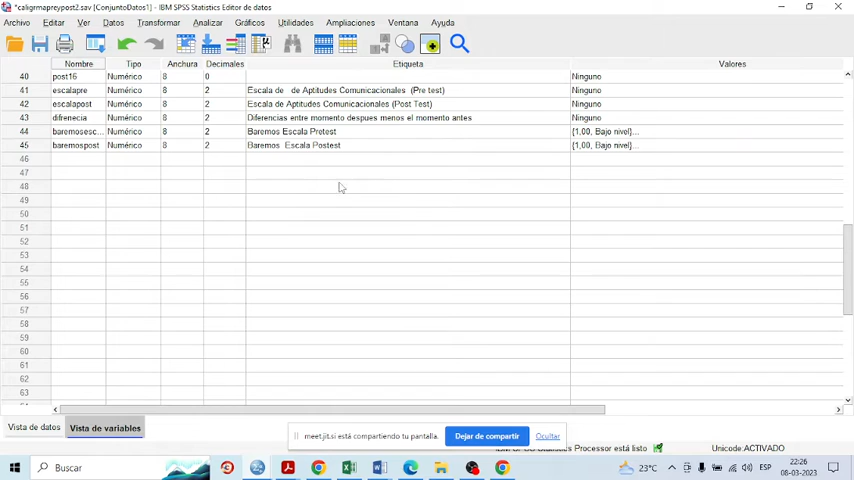 *caligrmaprepost2.sav [ConjuntoDatos1] - IBM SPSS Statistics Editor de datos
Archivo Editar Ver Datos Transformar Analizar Gráficos Utilidades Ampliaciones Ventana Ayuda
Nombre Tipo Anchura Decimales Etiqueta Valores
40 post16 Numérico 8 0 Ninguno
41 escalapre Numérico 8 2 Escala de de Aptitudes Comunicacionales (Pre test) Ninguno
42 escalapost Numérico 8 2 Escala de Aptitudes Comunicacionales (Post Test) Ninguno
43 difrenecia Numérico 8 2 Diferencias entre momento despues menos el momento antes Ninguno
44 baremosesc... Numérico 8 2 Baremos Escala Pretest {1,00, Bajo nivel}...
45 baremospost Numérico 8 2 Baremos Escala Postest {1,00, Bajo nivel}...
46
47
48
49
50
51
52
53
54
55
56
57
58
59
60
61
62
63
Vista de datos Vista de variables
meet.jit.si está compartiendo tu pantalla. Dejar de compartir Ocultar
IBM SPSS Statistics Processor está listo Unicode:ACTIVADO
Buscar 23°C ESP 22:26
08-03-2023